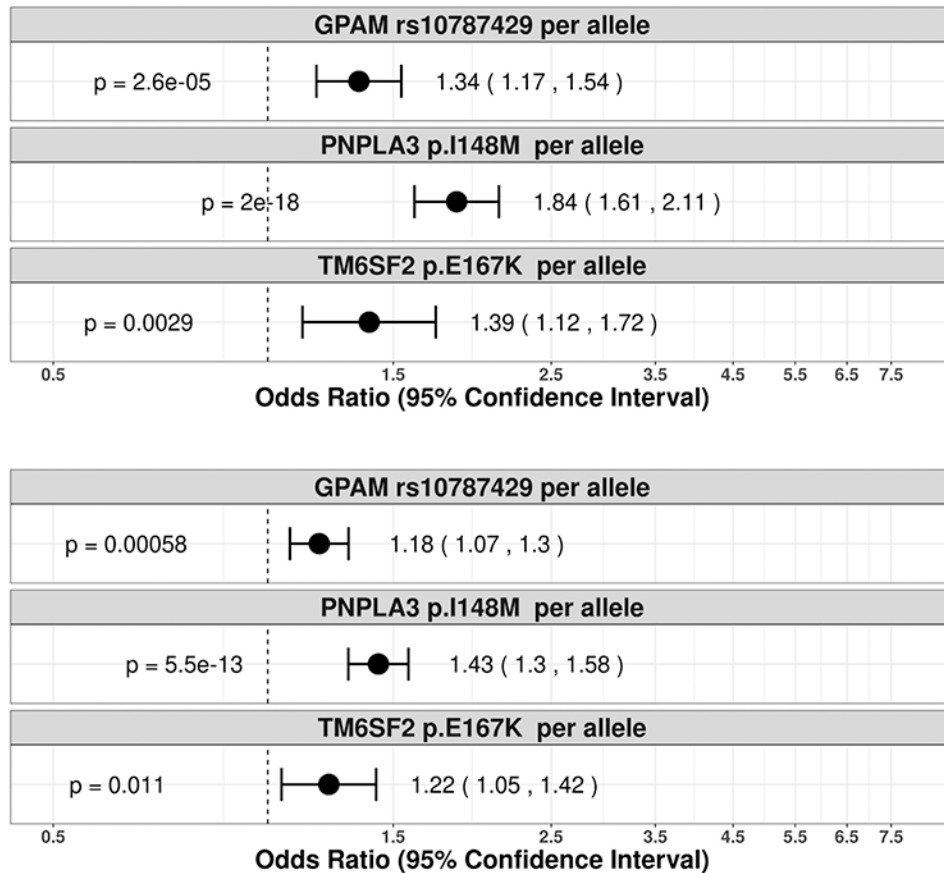 GPAM rs10787429 per allele
p = 2.6e-05 1.34 ( 1.17 , 1.54 )
PNPLA3 p.I148M per allele
p = 2e-18 1.84 ( 1.61 , 2.11 )
TM6SF2 p.E167K per allele
p = 0.0029 1.39 ( 1.12 , 1.72 )
0.5 1.5 2.5 3.5 4.5 5.5 6.5 7.5
Odds Ratio (95% Confidence Interval)
GPAM rs10787429 per allele
p = 0.00058 1.18 ( 1.07 , 1.3 )
PNPLA3 p.I148M per allele
p = 5.5e-13 1.43 ( 1.3 , 1.58 )
TM6SF2 p.E167K per allele
p = 0.011 1.22 ( 1.05 , 1.42 )
0.5 1.5 2.5 3.5 4.5 5.5 6.5 7.5
Odds Ratio (95% Confidence Interval)